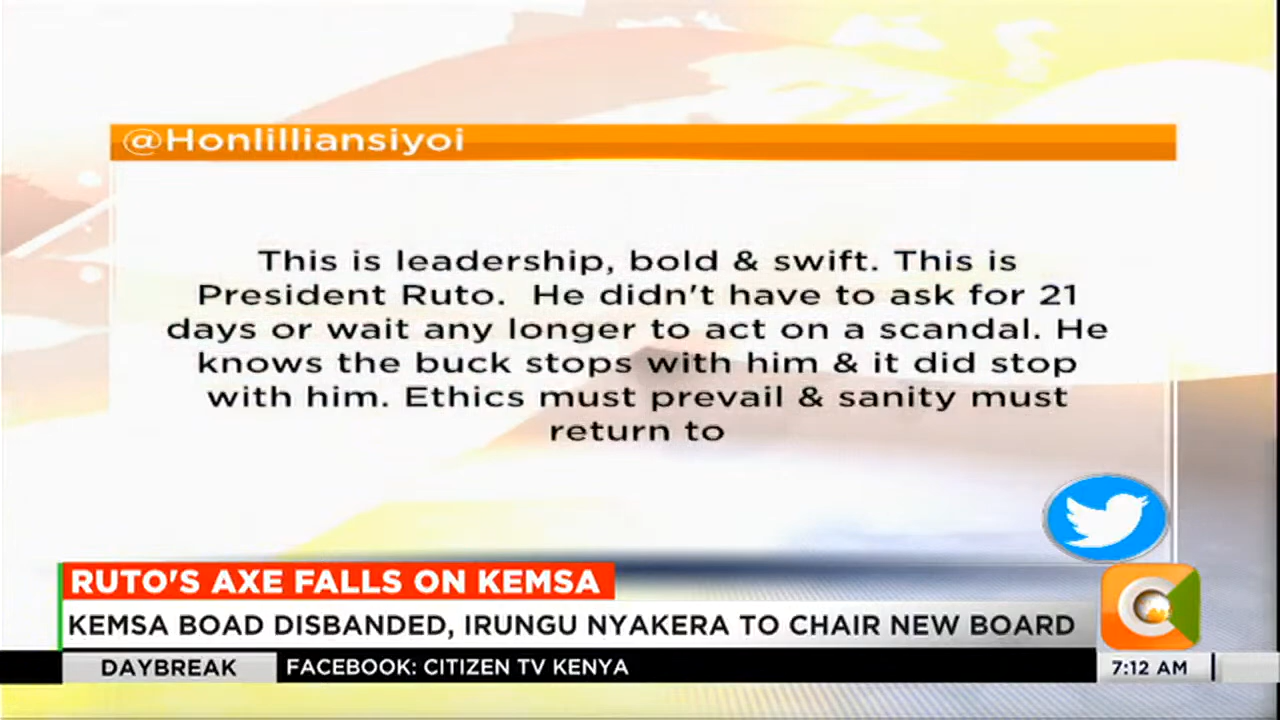 @Honlilliansiyoi
This is leadership, bold & swift. This is
President Ruto. He didn't have to ask for 21
days or wait any longer to act on a scandal. He
knows the buck stops with him & it did stop
with him. Ethics must prevail & sanity must
return to
RUTO'S AXE FALLS ON KEMSA
KEMSA BOAD DISBANDED, IRUNGU NYAKERA TO CHAIR NEW BOARD
DAYBREAK FACEBOOK: CITIZEN TV KENYA 7:12 AM